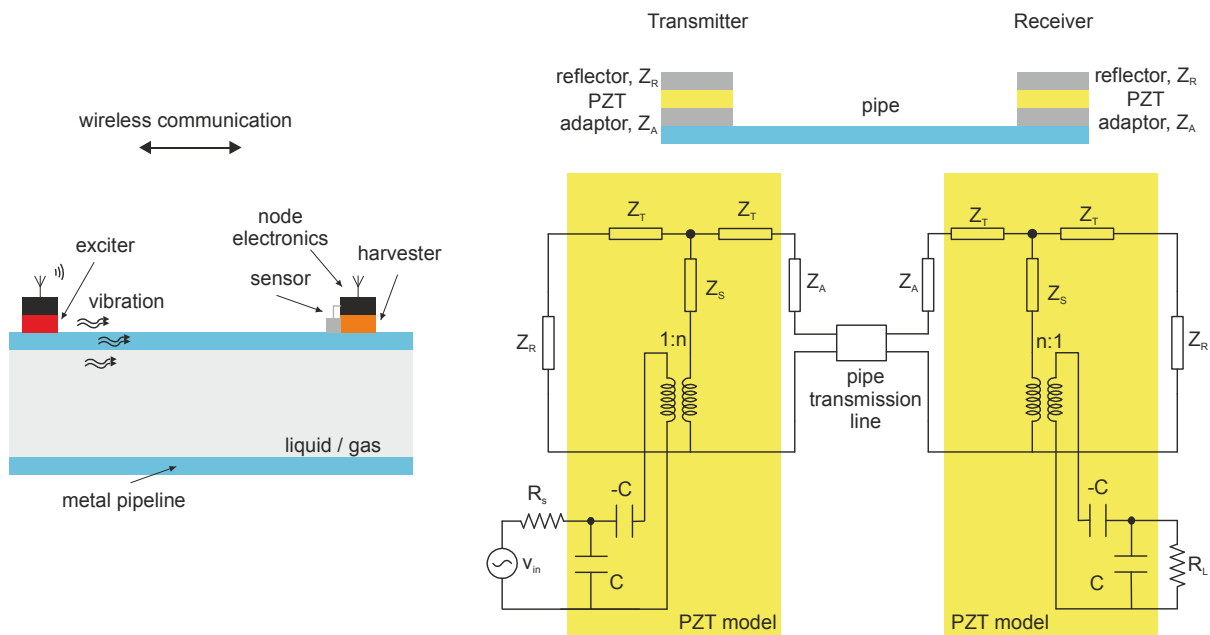 wireless communication
exciter
vibration
node
electronics
sensor
harvester
liquid / gas
metal pipeline
Transmitter
Receiver
reflector, Z_R
PZT
adaptor, Z_A
pipe
reflector, Z_R
PZT
adaptor, Z_A
Z_T
Z_T
Z_S
Z_A
Z_R
1:n
pipe
transmission
line
Z_T
Z_T
Z_A
Z_S
n:1
Z_R
R_s
-C
v_in
C
PZT model
-C
C
R_L
PZT model